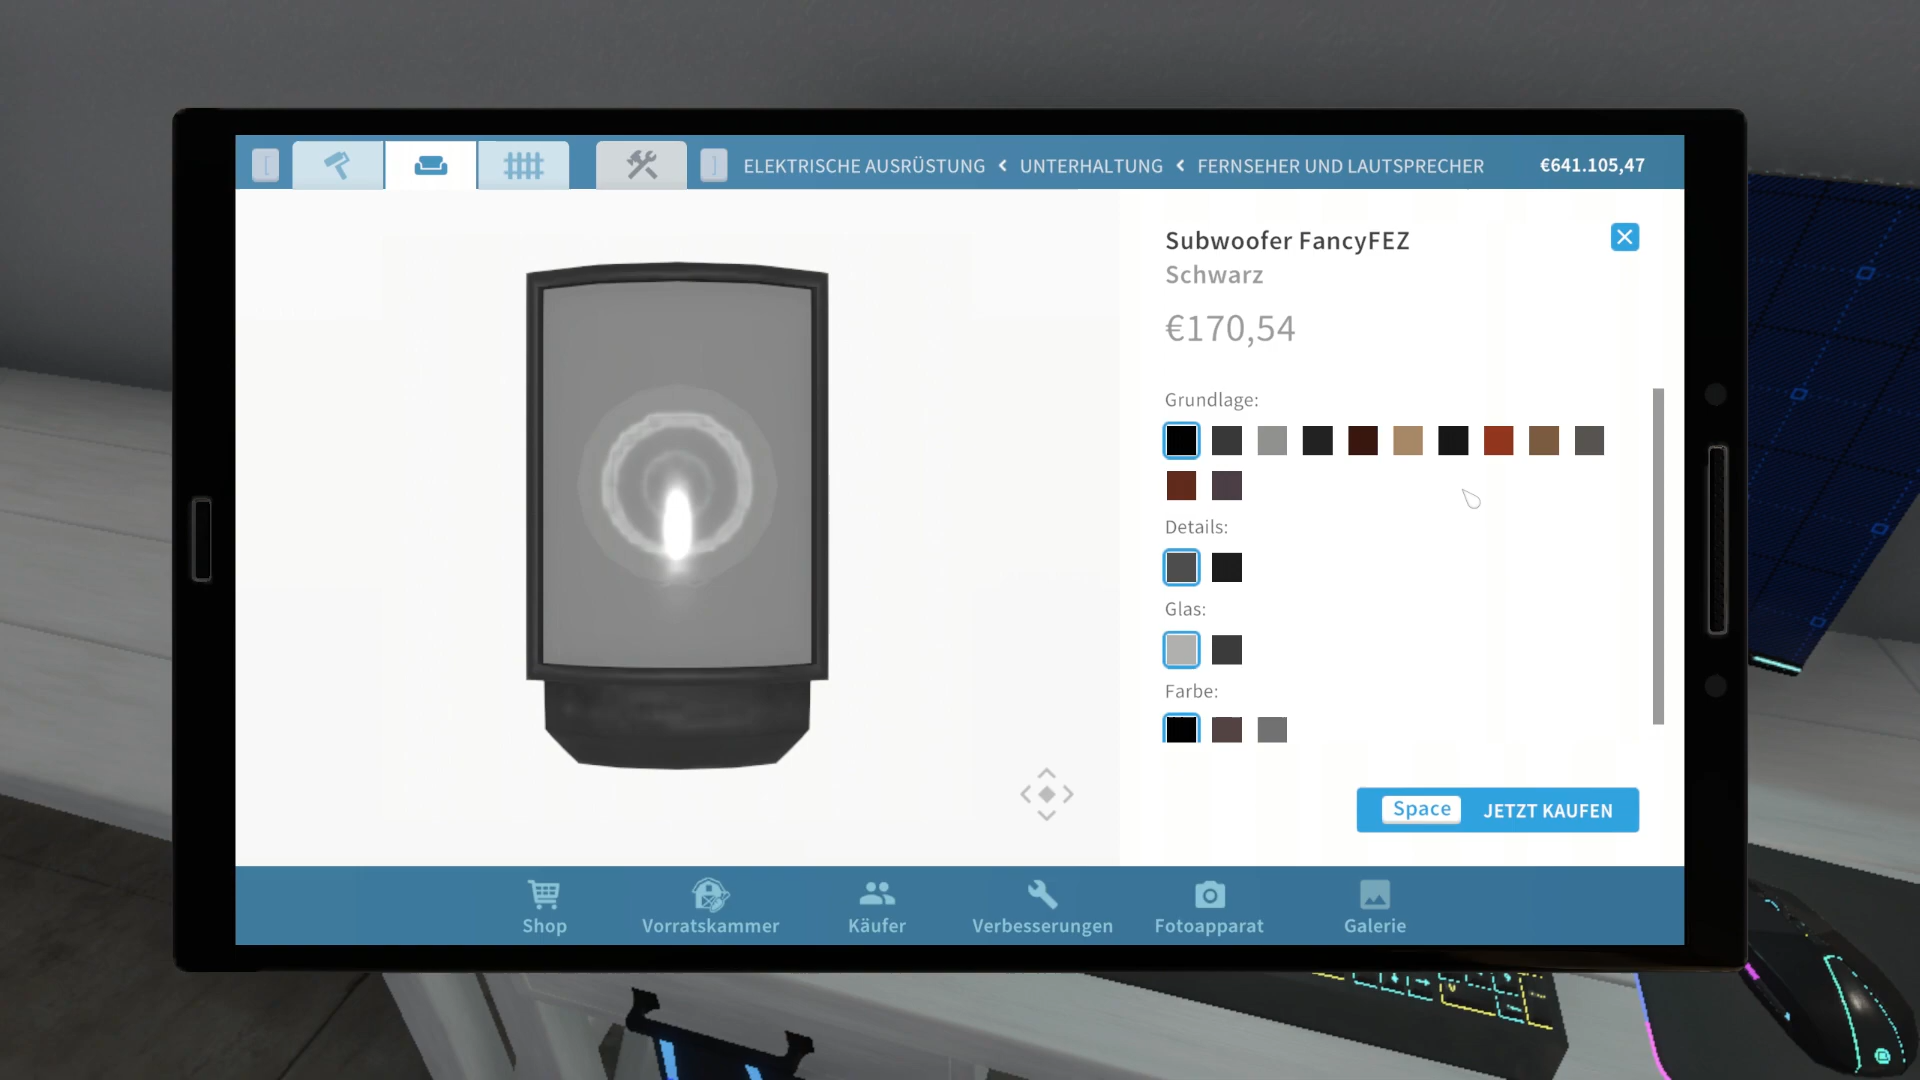 [ ] ELEKTRISCHE AUSRÜSTUNG < UNTERHALTUNG < FERNSEHER UND LAUTSPRECHER €641.105,47
Subwoofer FancyFEZ
Schwarz
€170,54
Grundlage:
Details:
Glas:
Farbe:
Space JETZT KAUFEN
Shop Vorratskammer Käufer Verbesserungen Fotoapparat Galerie